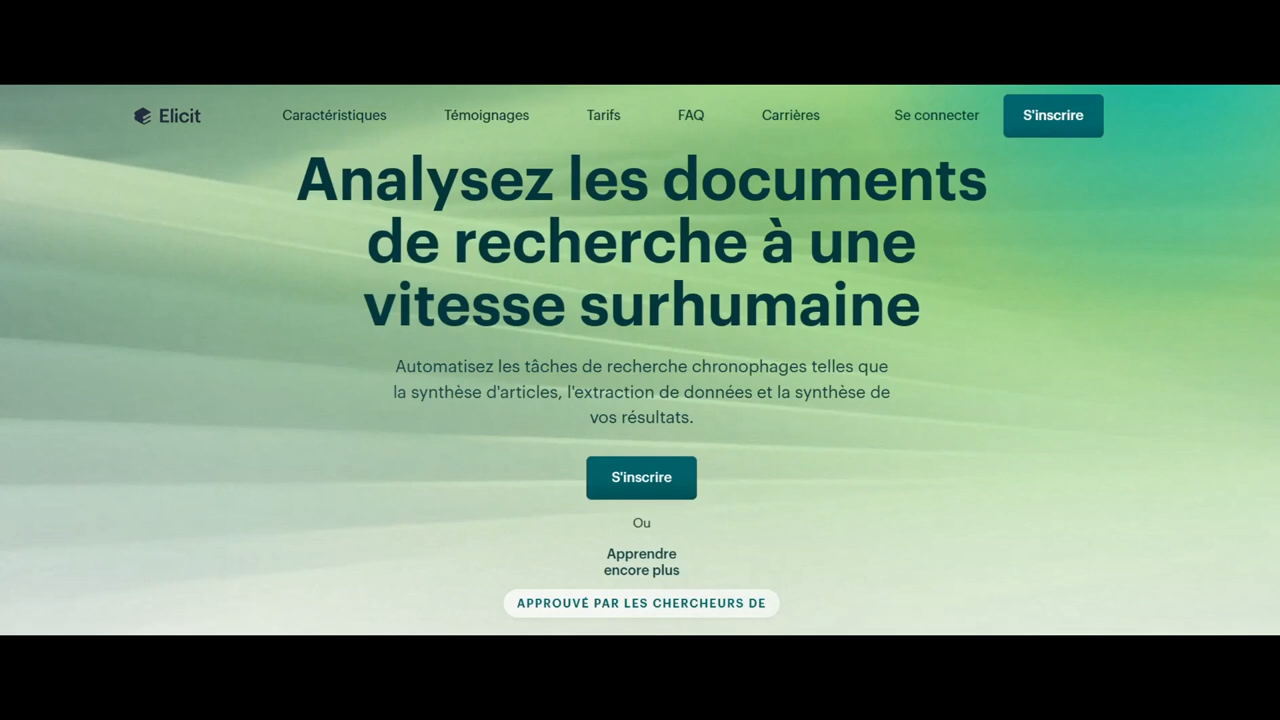 Elicit
Caractéristiques
Témoignages
Tarifs
FAQ
Carrières
Se connecter
S'inscrire
Analysez les documents
de recherche à une
vitesse surhumaine
Automatisez les tâches de recherche chronophages telles que
la synthèse d'articles, l'extraction de données et la synthèse de
vos résultats.
S'inscrire
Ou
Apprendre
encore plus
APPROUVÉ PAR LES CHERCHEURS DE